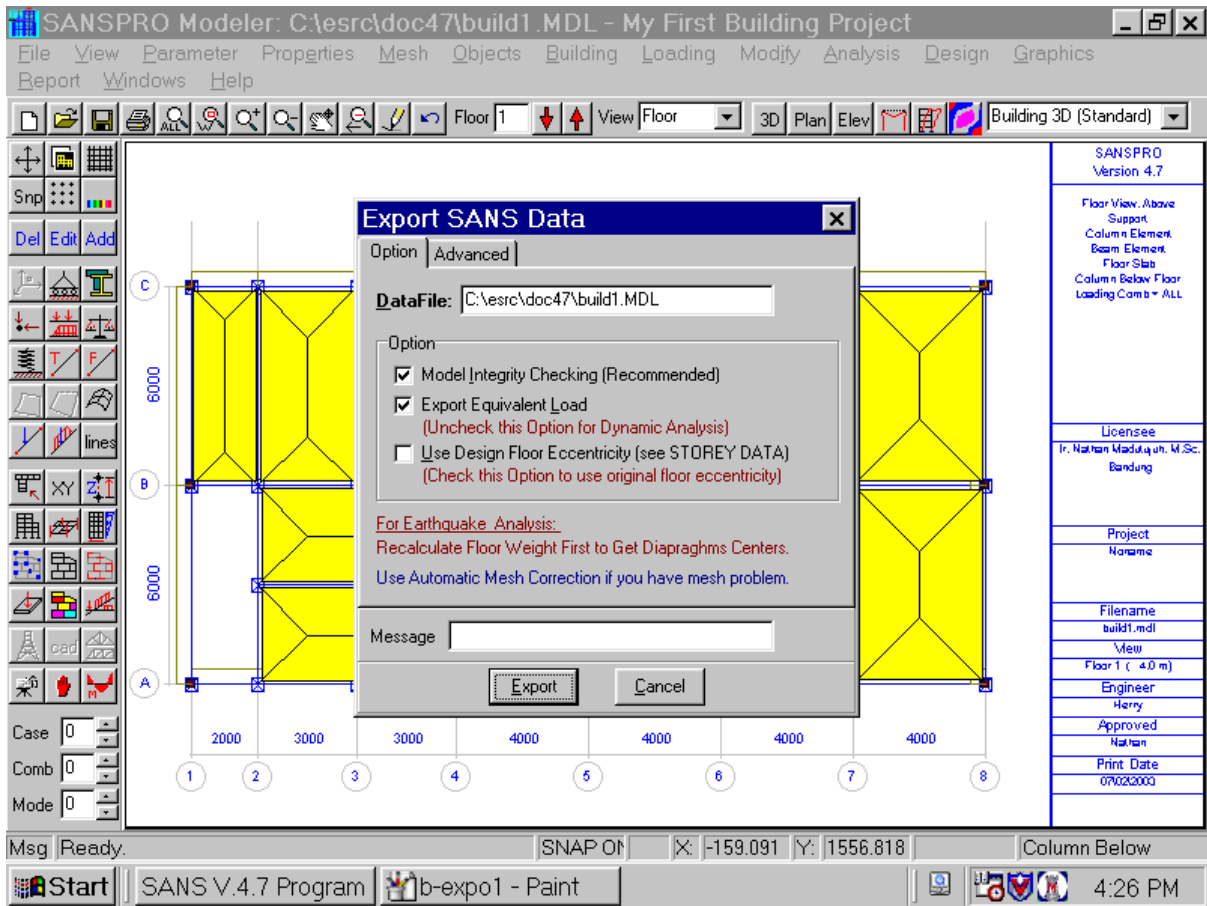 SANSPRO Modeler: C:\esrc\doc47\build1.MDL - My First Building Project
File View Parameter Properties Mesh Objects Building Loading Modify Analysis Design Graphics
Report Windows Help
ALL Floor 1 View Floor 3D Plan Elev Building 3D (Standard)
Snp
Del Edit Add
T F
lines
XY Z
cad
M
Case 0
Comb 0
Mode 0
C
B
A
6000
6000
2000 3000 3000 4000 4000 4000 4000
1 2 3 4 5 6 7 8
Export SANS Data
Option Advanced
DataFile: C:\esrc\doc47\build1.MDL
Option
Model Integrity Checking (Recommended)
Export Equivalent Load
(Uncheck this Option for Dynamic Analysis)
Use Design Floor Eccentricity (see STOREY DATA)
(Check this Option to use original floor eccentricity)
For Earthquake Analysis:
Recalculate Floor Weight First to Get Diapraghms Centers.
Use Automatic Mesh Correction if you have mesh problem.
Message
Export Cancel
SANSPRO
Version 4.7
Floor View. Above
Support
Column Element
Beam Element
Floor Slab
Column Below Floor
Loading Comb = ALL
Licensee
Ir. Nathan Madutujuh. M.Sc.
Bandung
Project
Noname
Filename
build1.mdl
View
Floor 1 ( 4.0 m)
Engineer
Herry
Approved
Nathan
Print Date
07/02/2003
Msg Ready. SNAP ON X: -159.091 Y: 1556.818 Column Below
Start SANS V.4.7 Program b-expo1 - Paint 4:26 PM